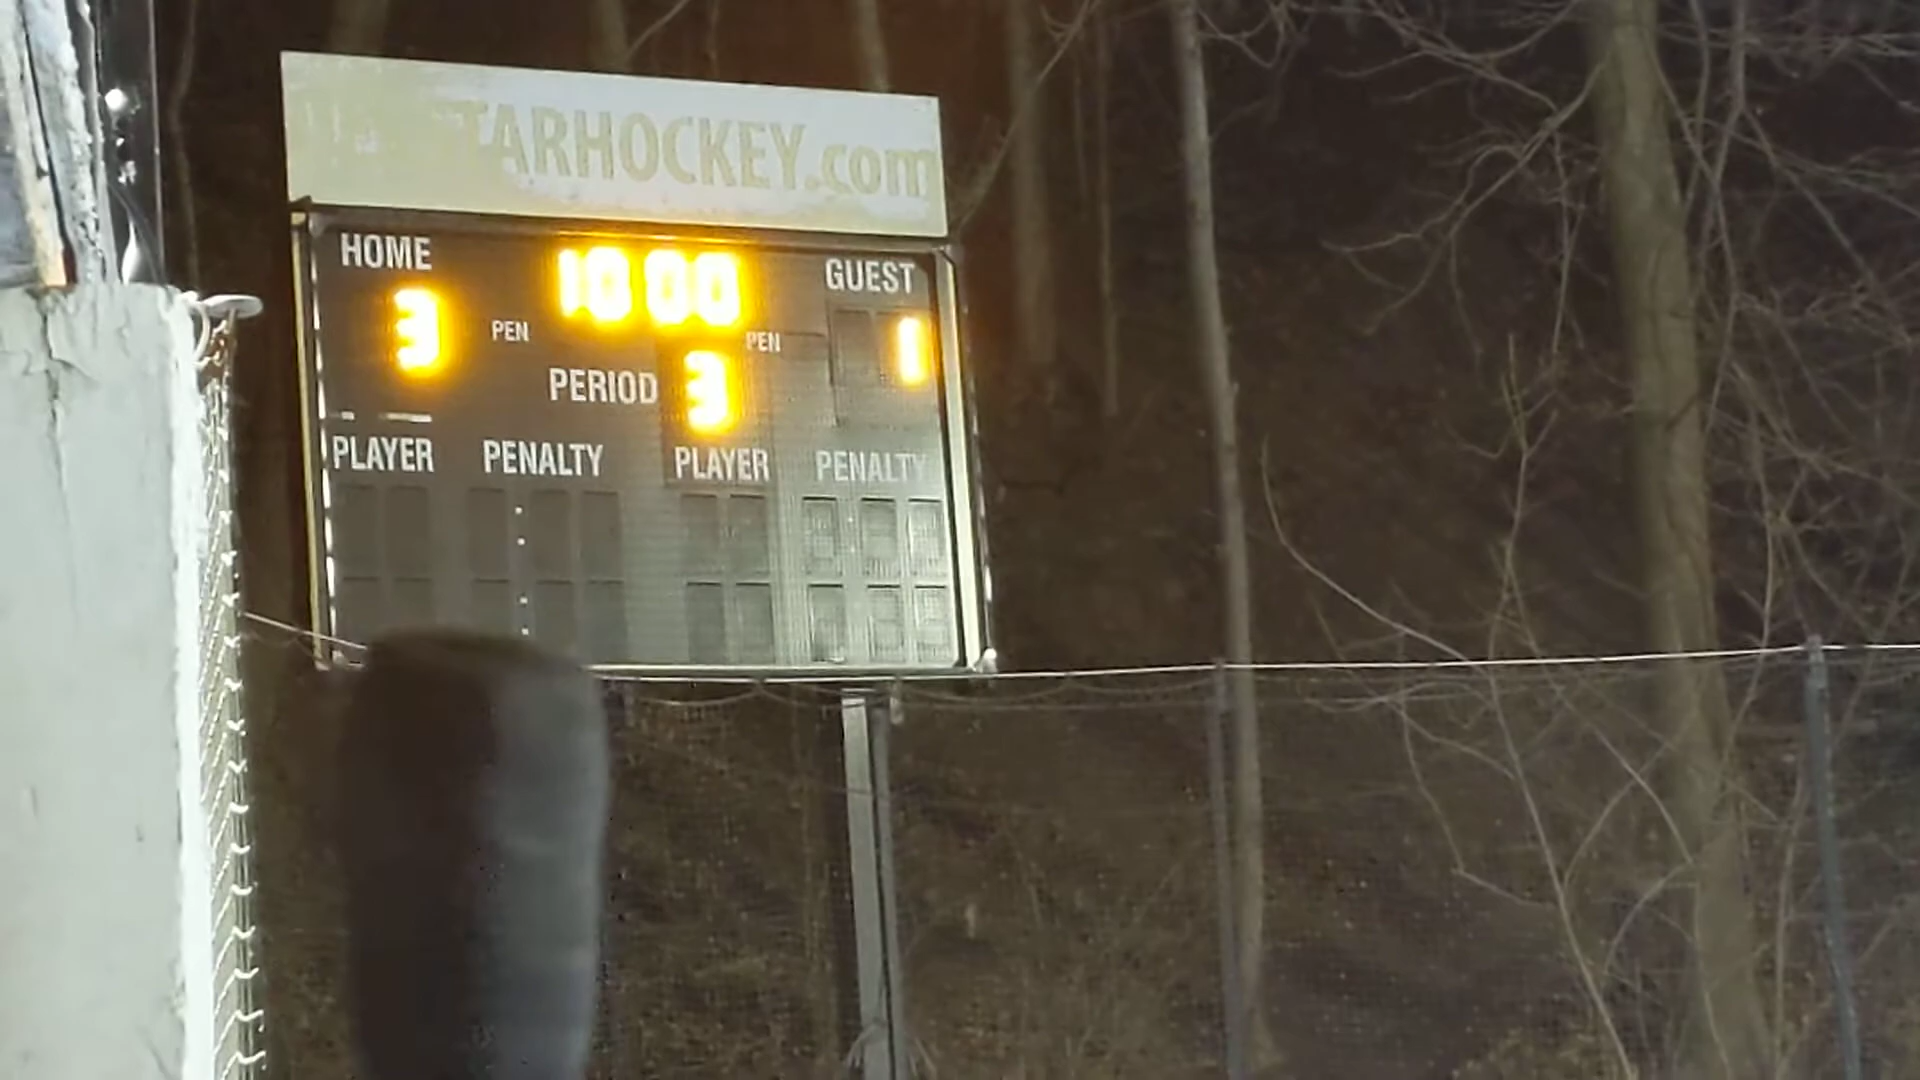 TARHOCKEY.com
HOME 10 00 GUEST
3 PEN PEN 1
PERIOD 3
PLAYER PENALTY PLAYER PENALTY